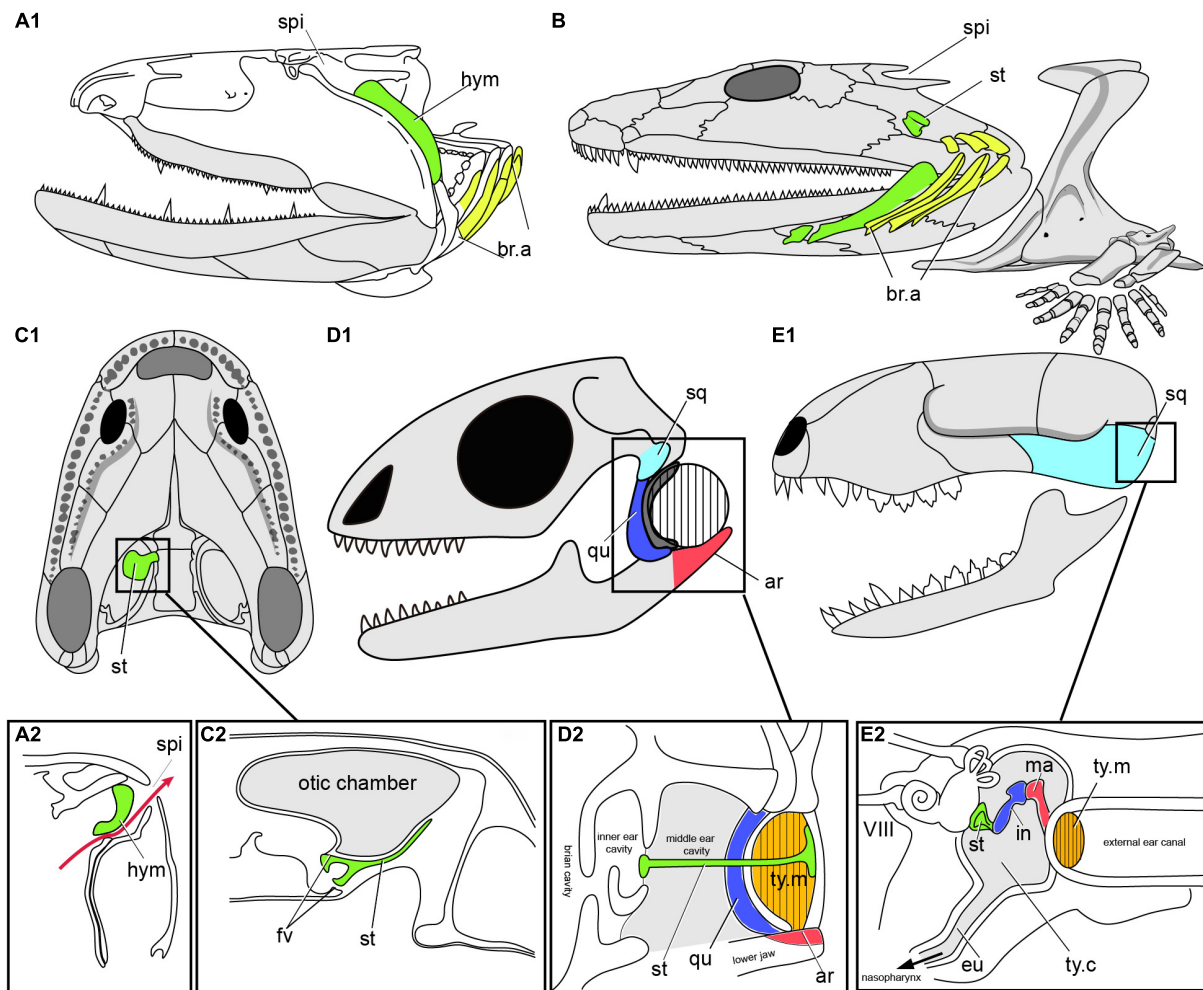 A1
spi
hym
br.a
B
spi
st
br.a
C1
st
D1
sq
qu
ar
E1
sq
A2
spi
hym
C2
otic chamber
fv
st
D2
brian cavity
inner ear
cavity
middle ear
cavity
ty.m
st
qu
lower jaw
ar
E2
ma
ty.m
VIII
st
in
external ear canal
eu
ty.c
nasopharynx